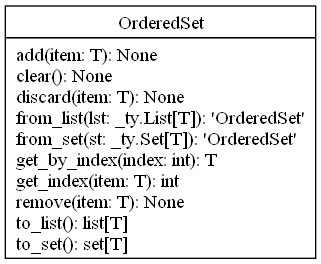 OrderedSet
add(item: T): None
clear(): None
discard(item: T): None
from_list(lst: _ty.List[T]): 'OrderedSet'
from_set(st: _ty.Set[T]): 'OrderedSet'
get_by_index(index: int): T
get_index(item: T): int
remove(item: T): None
to_list(): list[T]
to_set(): set[T]